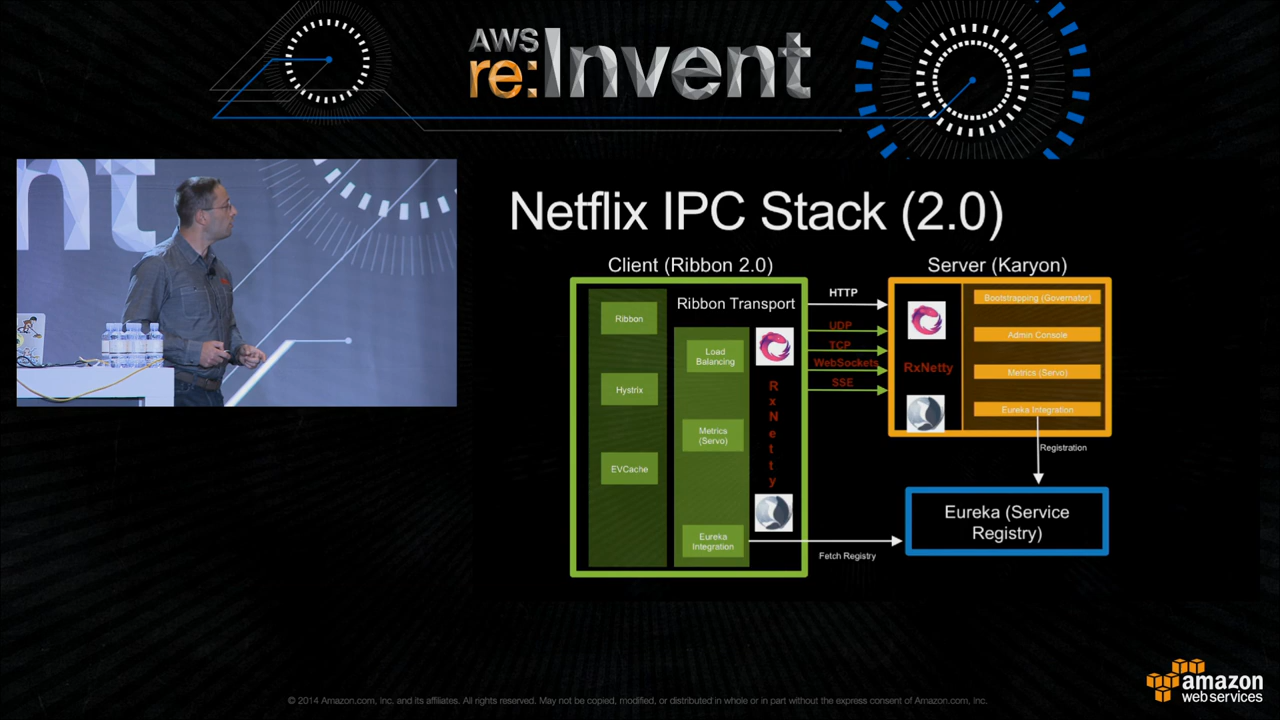 AWS
re:Invent
nt
Netflix IPC Stack (2.0)
Client (Ribbon 2.0)
Server (Karyon)
Ribbon
Hystrix
EVCache
Ribbon Transport
Load
Balancing
Metrics
(Servo)
Eureka
Integration
RxNetty
HTTP
UDP
TCP
WebSockets
SSE
RxNetty
Bootstrapping (Governator)
Admin Console
Metrics (Servo)
Eureka Integration
Registration
Eureka (Service
Registry)
Fetch Registry
© 2014 Amazon.com, Inc. and its affiliates. All rights reserved. May not be copied, modified, or distributed in whole or in part without the express consent of Amazon.com, Inc.
amazon
web services